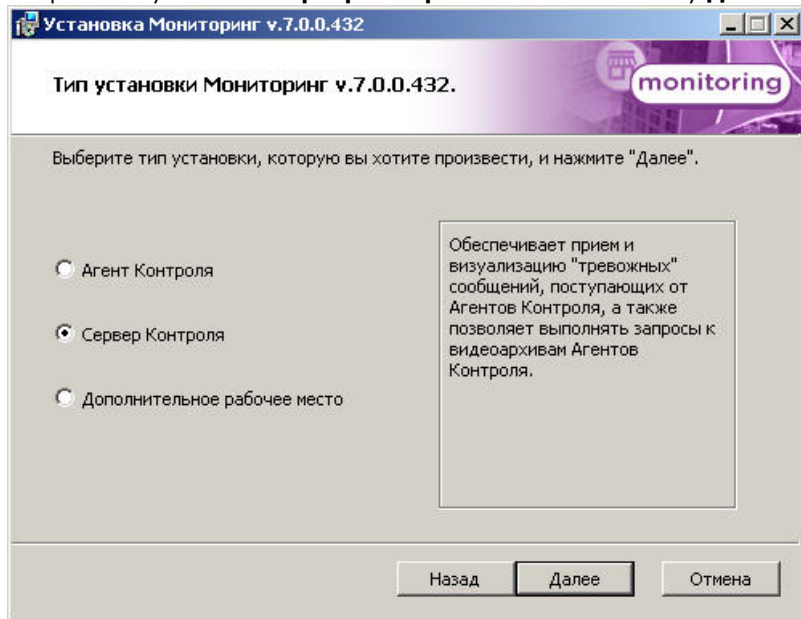 Установка Мониторинг v.7.0.0.432
Тип установки Мониторинг v.7.0.0.432.
monitoring
Выберите тип установки, которую вы хотите произвести, и нажмите "Далее".
Агент Контроля
Сервер Контроля
Дополнительное рабочее место
Обеспечивает прием и
визуализацию "тревожных"
сообщений, поступающих от
Агентов Контроля, а также
позволяет выполнять запросы к
видеоархивам Агентов
Контроля.
Назад
Далее
Отмена